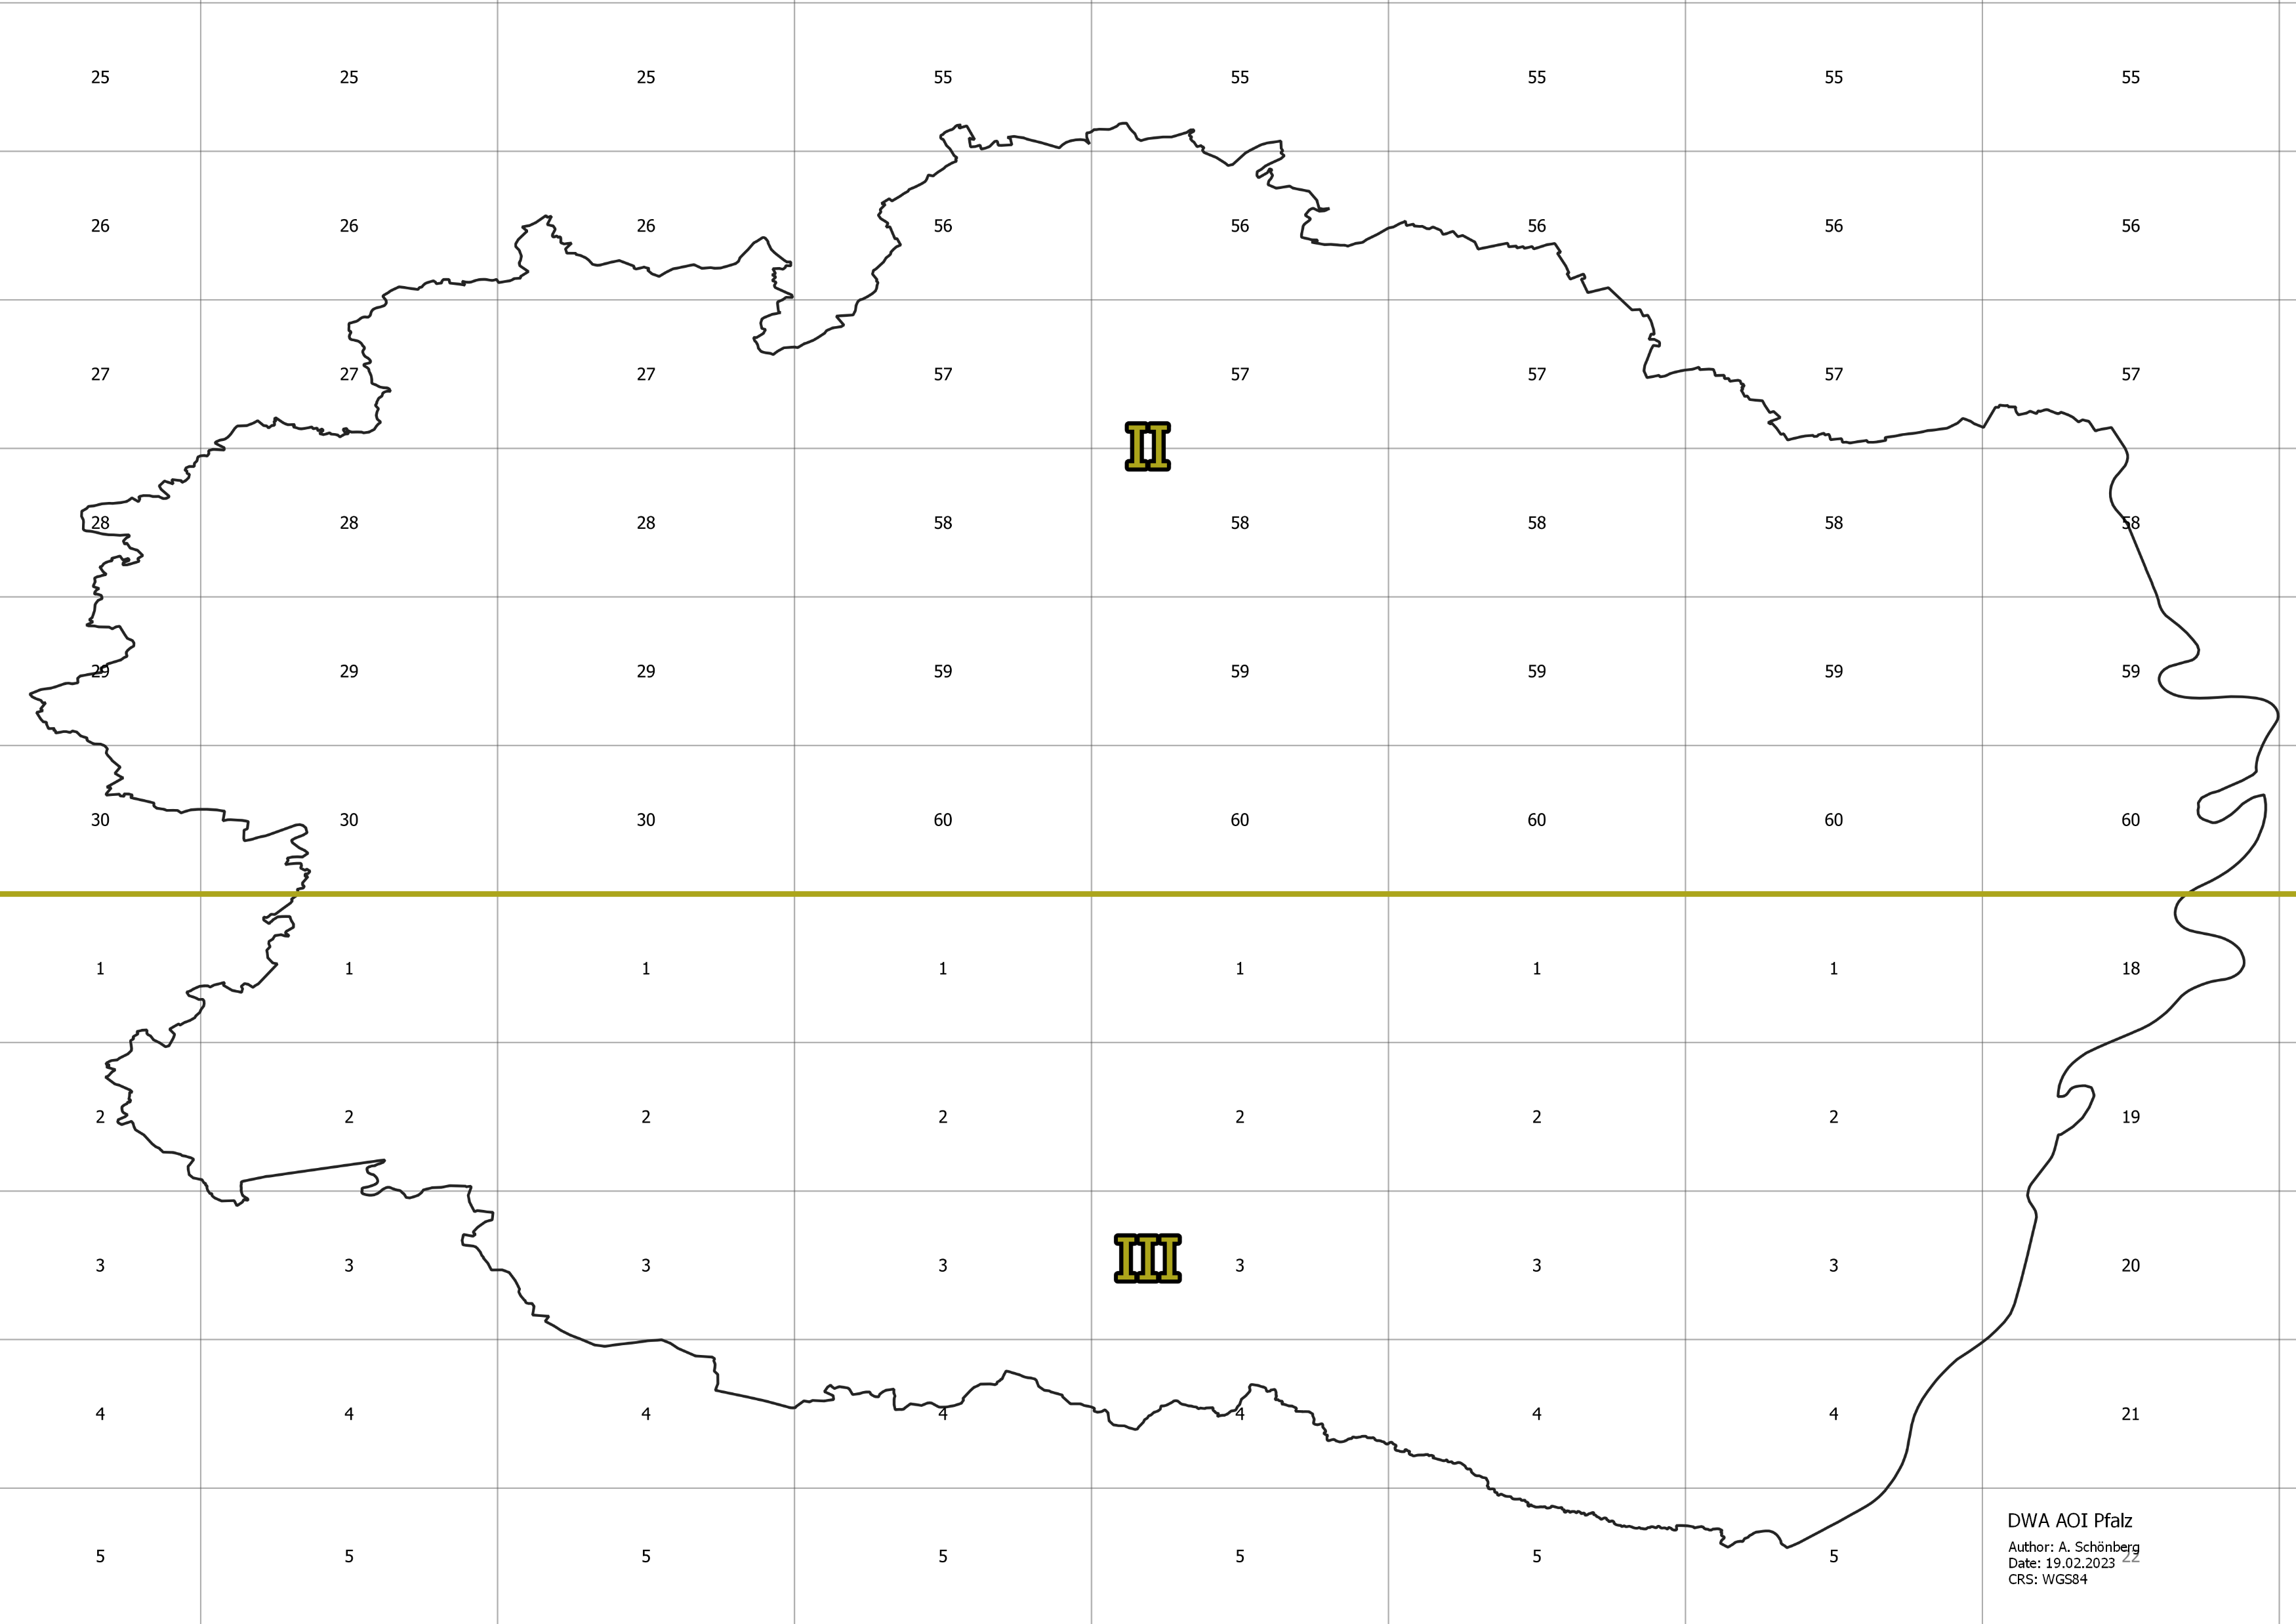 25 25 25 55 55 55 55 55
26 26 26 56 56 56 56 56
27 27 27 57 57 57 57 57
II
28 28 28 58 58 58 58 58
29 29 29 59 59 59 59 59
30 30 30 60 60 60 60 60
1 1 1 1 1 1 1 18
2 2 2 2 2 2 2 19
III
3 3 3 3 3 3 3 20
4 4 4 4 4 4 4 21
5 5 5 5 5 5 5 22
DWA AOI Pfalz
Author: A. Schönberg
Date: 19.02.2023
CRS: WGS84